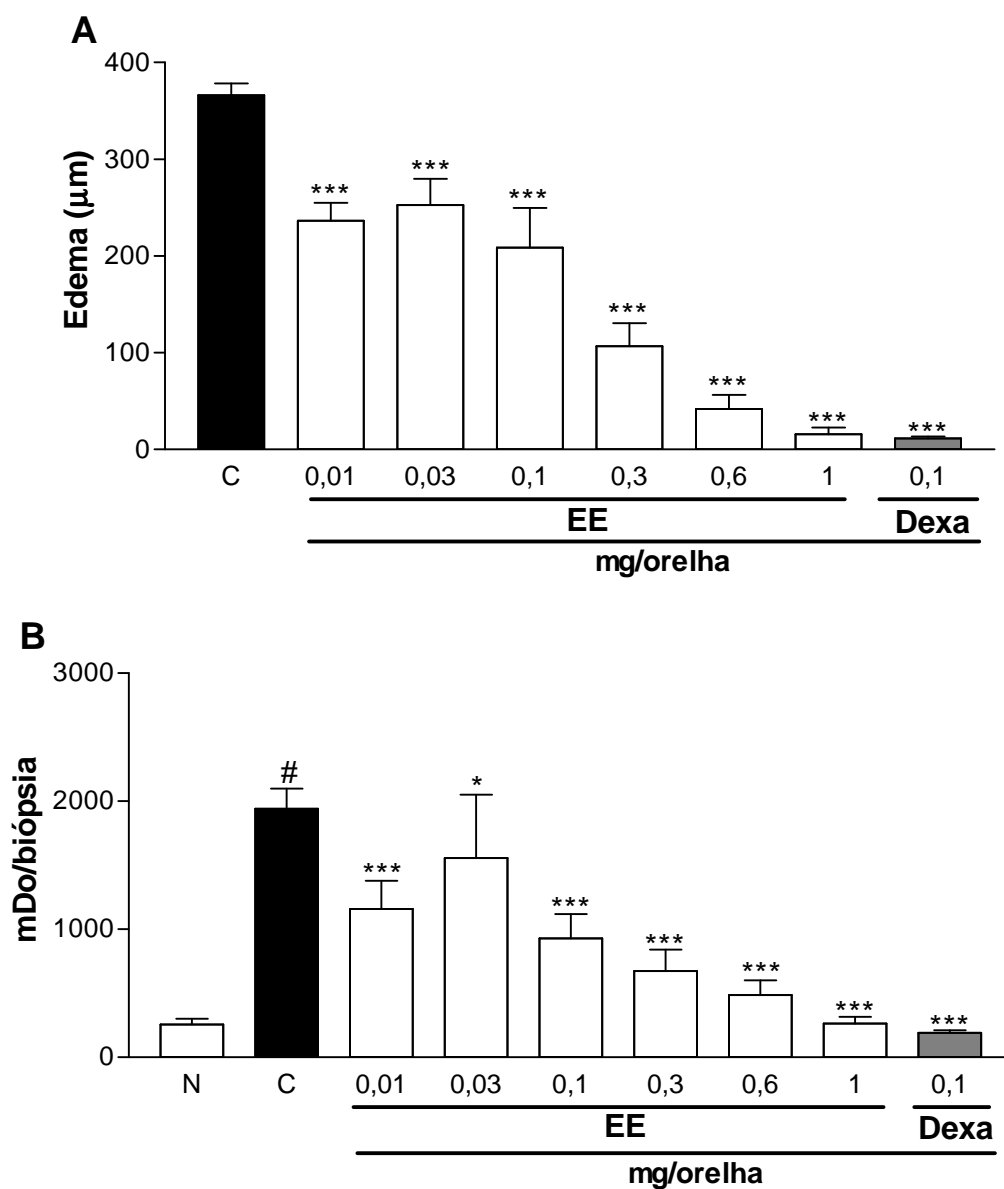 A
400
300
200
100
0
Edema (µm)
***
***
***
***
***
***
***
C 0,01 0,03 0,1 0,3 0,6 1 0,1
EE Dexa
mg/orelha
B
3000
2000
1000
0
mDo/biópsia
#
***
*
***
***
***
***
***
N C 0,01 0,03 0,1 0,3 0,6 1 0,1
EE Dexa
mg/orelha